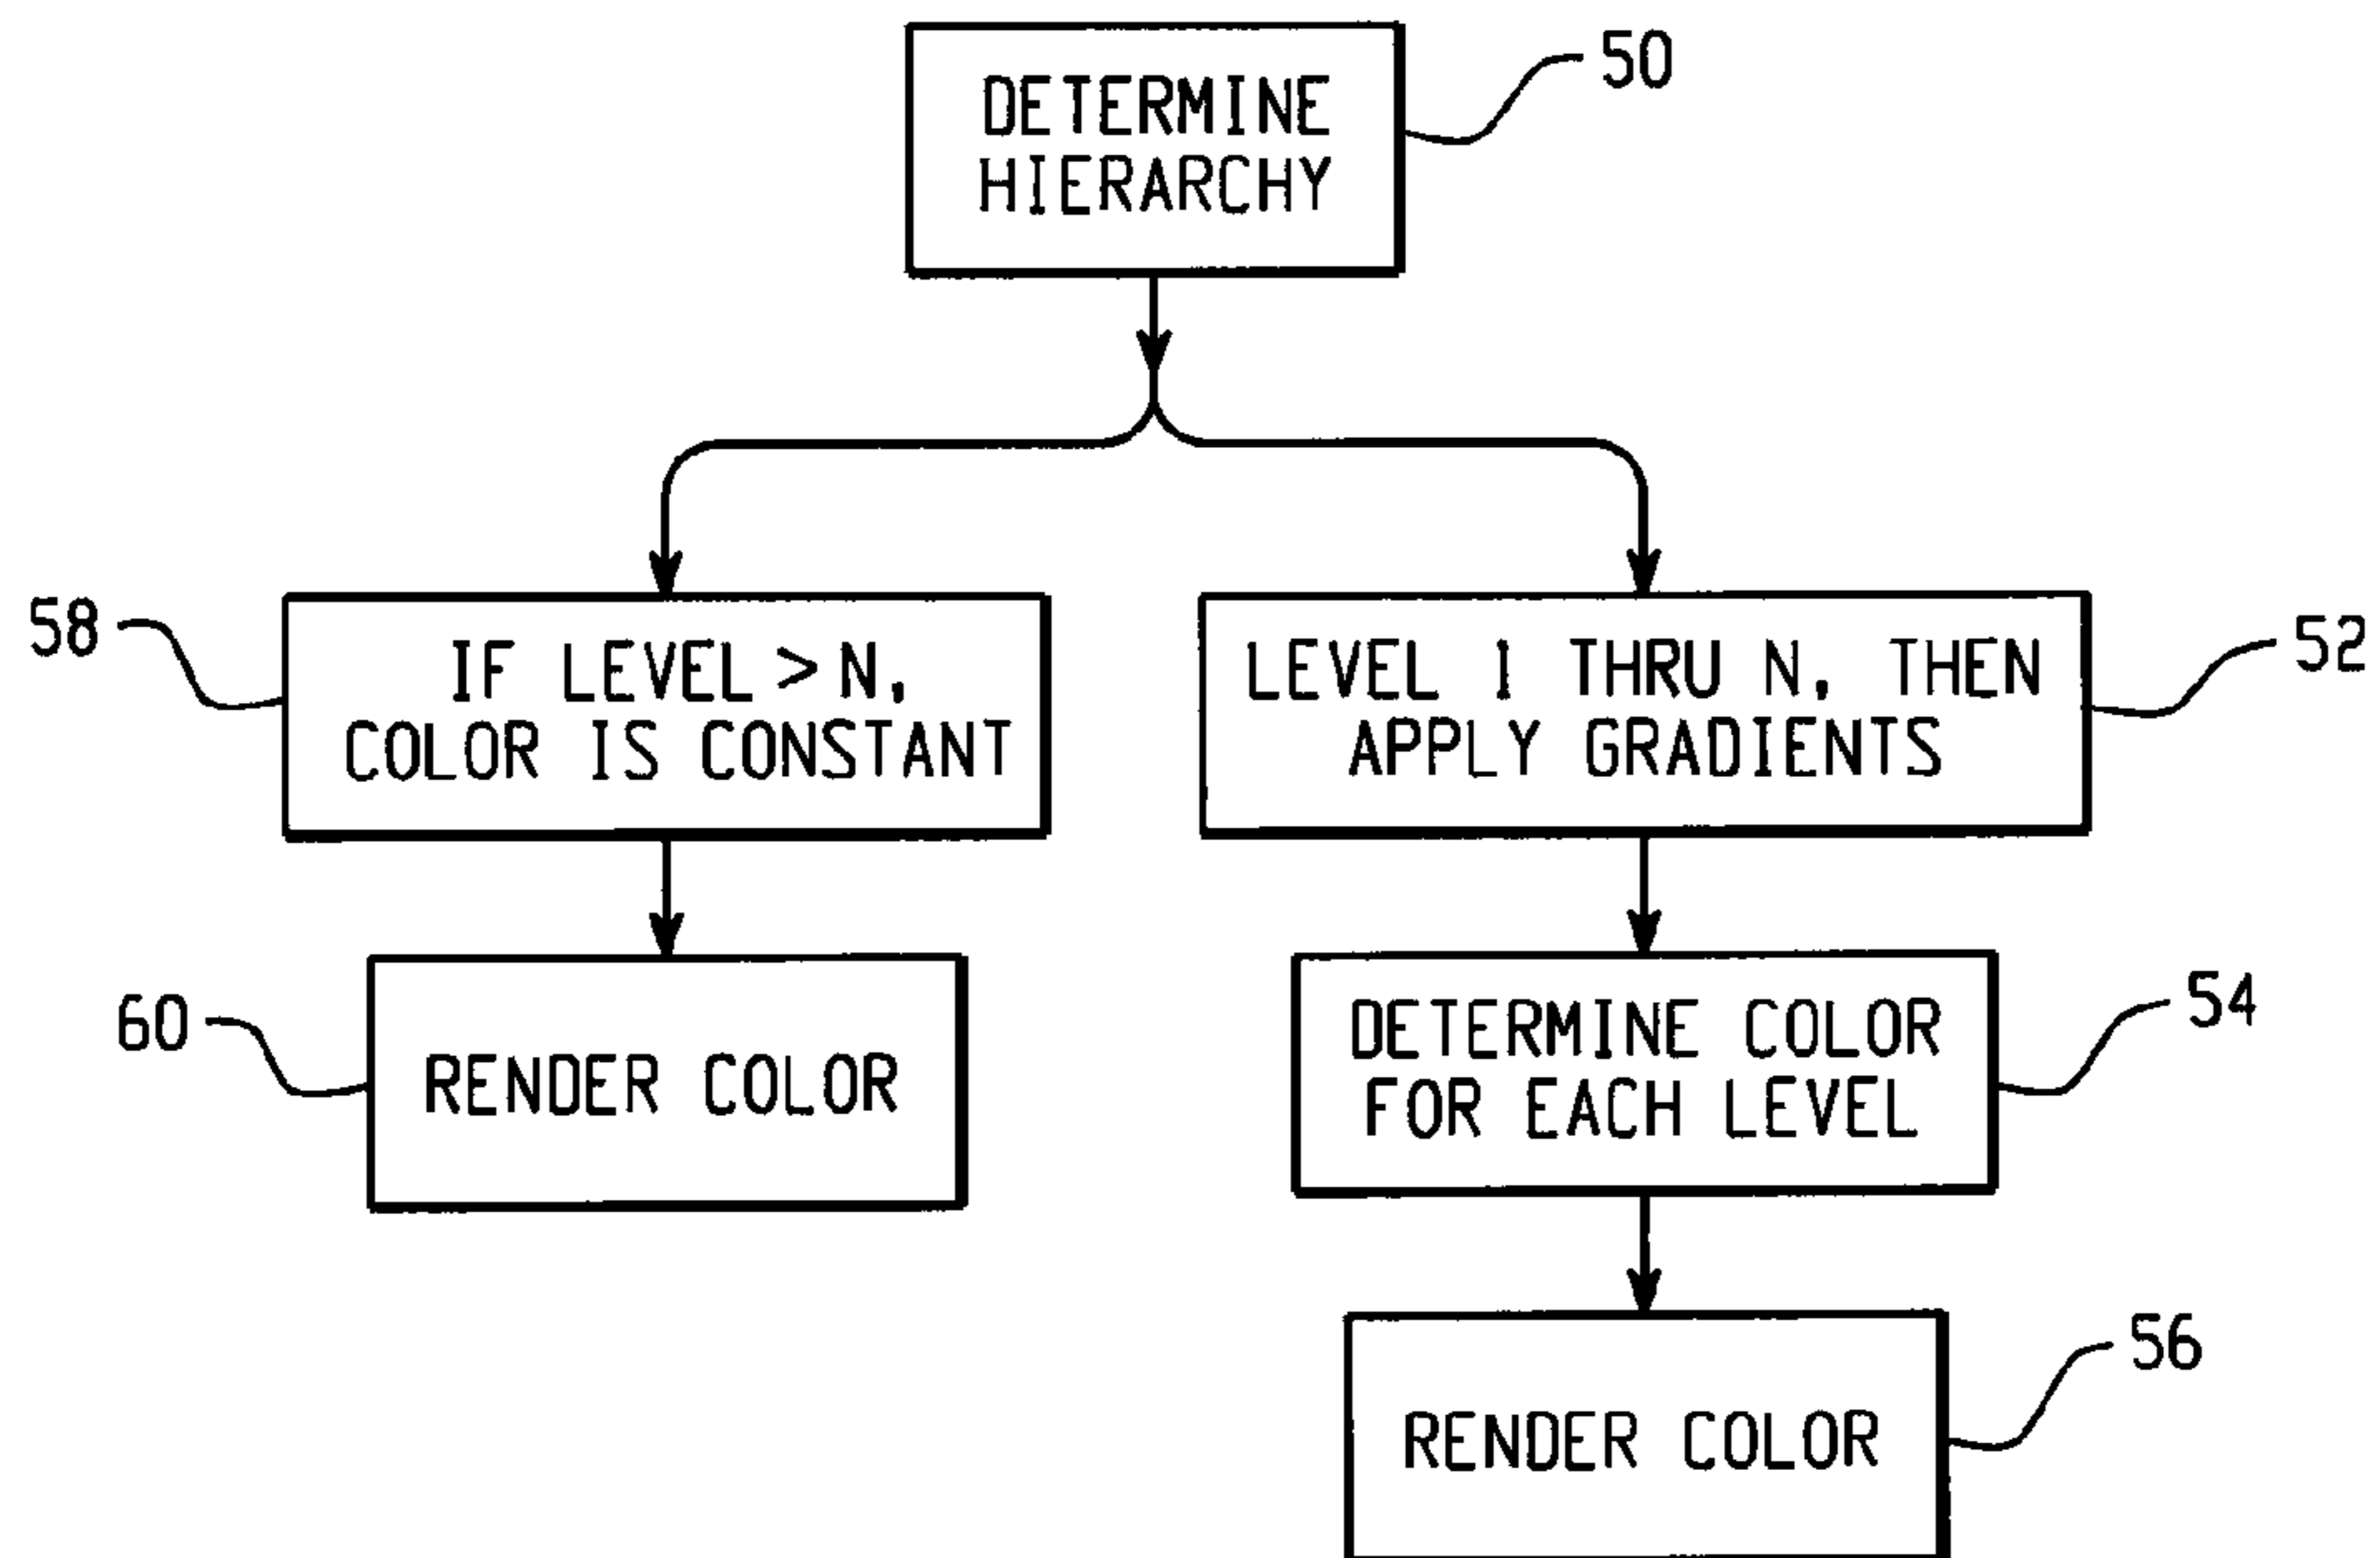 DETERMINE
HIERARCHY
50
58
IF LEVEL > N,
COLOR IS CONSTANT
LEVEL 1 THRU N, THEN
APPLY GRADIENTS
52
60
RENDER COLOR
DETERMINE COLOR
FOR EACH LEVEL
54
RENDER COLOR
56